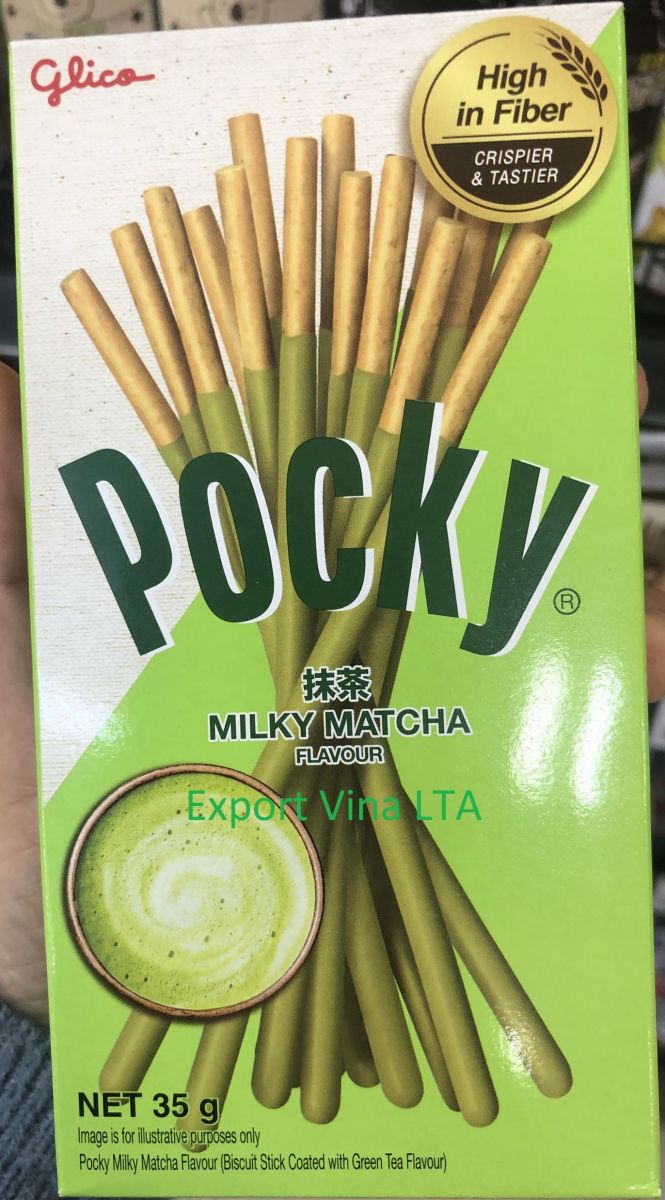 Glico
High
in Fiber
CRISPIER
& TASTIER
Pocky
®
抹茶
MILKY MATCHA
FLAVOUR
Export Vina LTA
NET 35 g
Image is for illustrative purposes only
Pocky Milky Matcha Flavour (Biscuit Stick Coated with Green Tea Flavour)